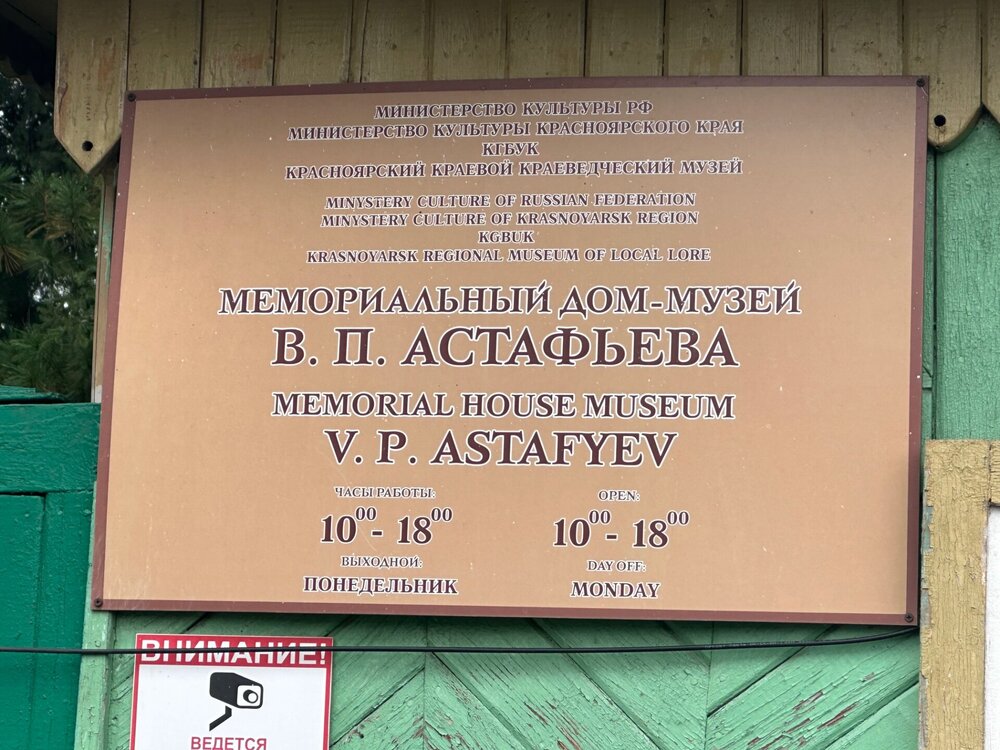 МИНИСТЕРСТВО КУЛЬТУРЫ РФ
МИНИСТЕРСТВО КУЛЬТУРЫ КРАСНОЯРСКОГО КРАЯ
КГБУК
КРАСНОЯРСКИЙ КРАЕВОЙ КРАЕВЕДЧЕСКИЙ МУЗЕЙ
MINYSTERY CULTURE OF RUSSIAN FEDERATION
MINYSTERY CULTURE OF KRASNOYARSK REGION
KGBUK
KRASNOYARSK REGIONAL MUSEUM OF LOCAL LORE
МЕМОРИАЛЬНЫЙ ДОМ-МУЗЕЙ
В. П. АСТАФЬЕВА
MEMORIAL HOUSE MUSEUM
V. P. ASTAFYEV
ЧАСЫ РАБОТЫ:
10⁰⁰ - 18⁰⁰
ВЫХОДНОЙ:
ПОНЕДЕЛЬНИК
OPEN:
10⁰⁰ - 18⁰⁰
DAY OFF:
MONDAY
ВНИМАНИЕ!
ВЕДЕТСЯ